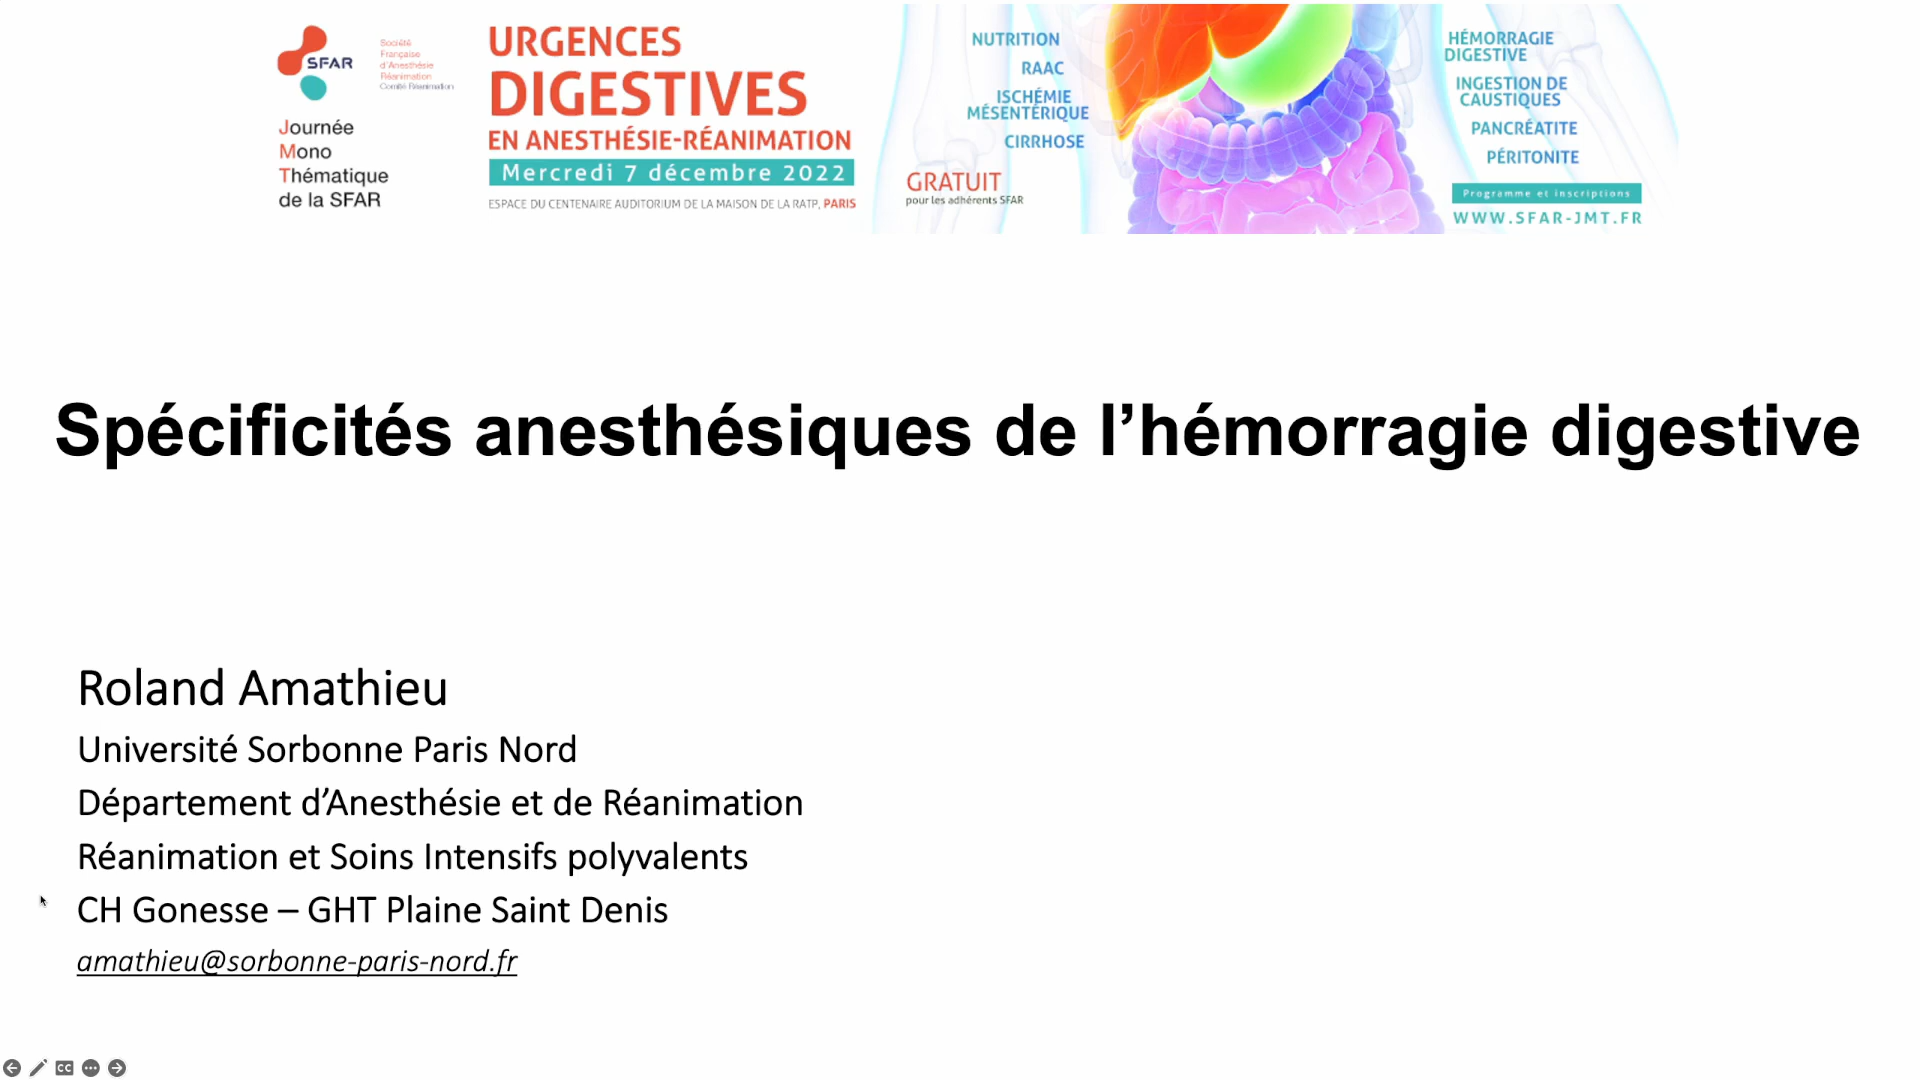 SFAR
Société
Française
d'Anesthésie
Réanimation
Comité Réanimation
Journée
Mono
Thématique
de la SFAR
URGENCES
DIGESTIVES
EN ANESTHÉSIE-RÉANIMATION
Mercredi 7 décembre 2022
ESPACE DU CENTENAIRE AUDITORIUM DE LA MAISON DE LA RATP, PARIS
NUTRITION
RAAC
ISCHÉMIE
MÉSENTÉRIQUE
CIRRHOSE
GRATUIT
pour les adhérents SFAR
HÉMORRAGIE
DIGESTIVE
INGESTION DE
CAUSTIQUES
PANCRÉATITE
PÉRITONITE
Programme et inscriptions
WWW.SFAR-JMT.FR
Spécificités anesthésiques de l’hémorragie digestive
Roland Amathieu
Université Sorbonne Paris Nord
Département d’Anesthésie et de Réanimation
Réanimation et Soins Intensifs polyvalents
CH Gonesse – GHT Plaine Saint Denis
amathieu@sorbonne-paris-nord.fr
CC